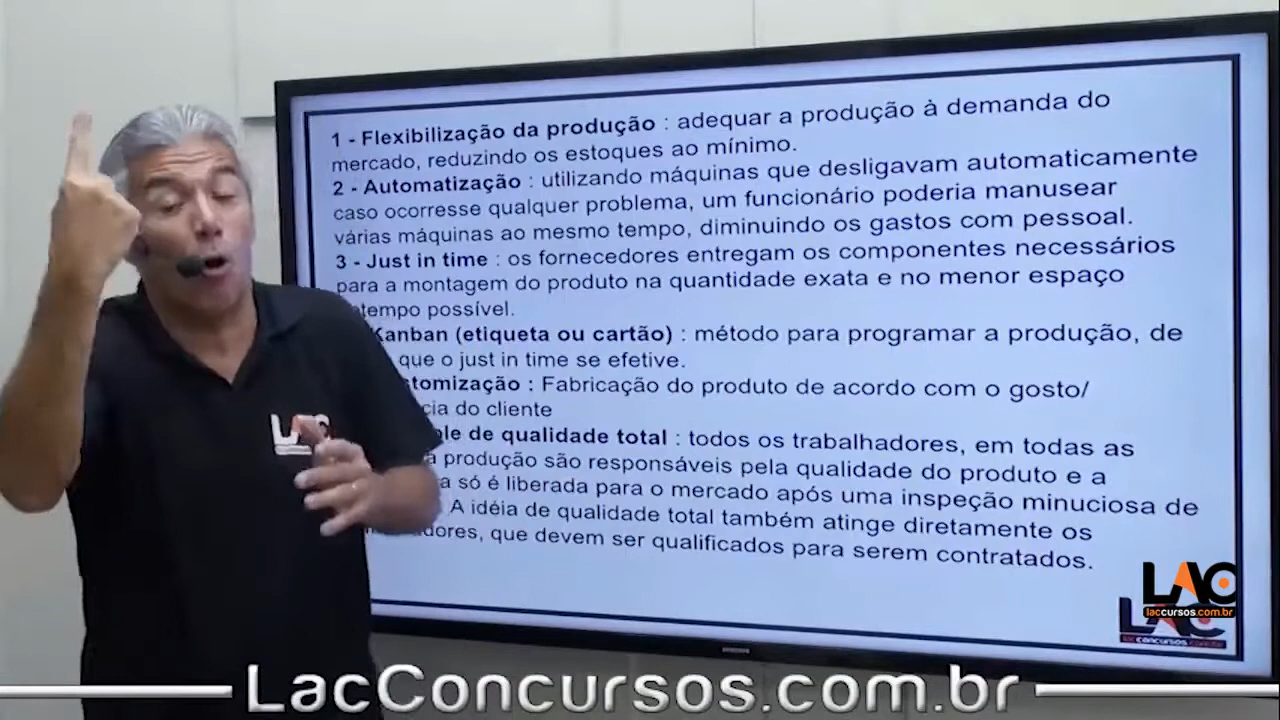 1 - Flexibilização da produção : adequar a produção à demanda do
mercado, reduzindo os estoques ao mínimo.
2 - Automatização : utilizando máquinas que desligavam automaticamente
caso ocorresse qualquer problema, um funcionário poderia manusear
várias máquinas ao mesmo tempo, diminuindo os gastos com pessoal.
3 - Just in time : os fornecedores entregam os componentes necessários
para a montagem do produto na quantidade exata e no menor espaço
tempo possível.
Kanban (etiqueta ou cartão) : método para programar a produção, de
que o just in time se efetive.
: Fabricação do produto de acordo com o gosto/
do cliente
de qualidade total : todos os trabalhadores, em todas as
produção são responsáveis pela qualidade do produto e a
só é liberada para o mercado após uma inspeção minuciosa de
A idéia de qualidade total também atinge diretamente os
que devem ser qualificados para serem contratados.
LAC
LAC
laccursos.com.br
LAC
laccursos.com.br
LacConcursos.com.br